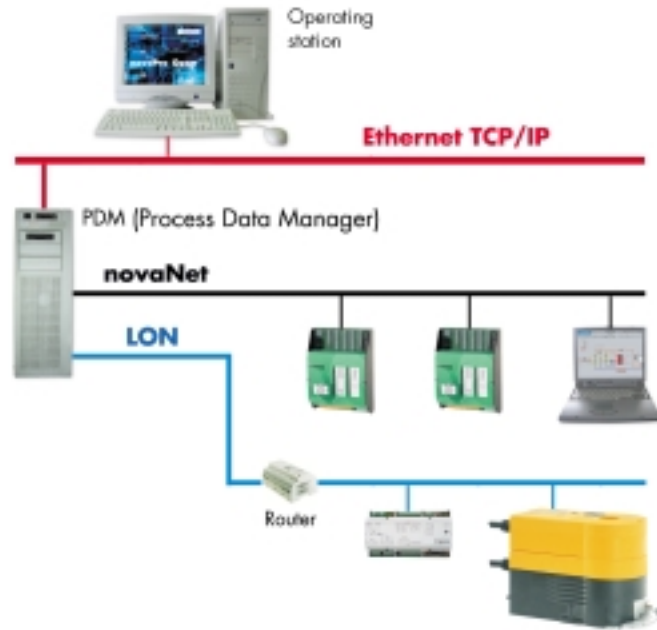 Operating
station
Ethernet TCP/IP
PDM (Process Data Manager)
novaNet
LON
Router